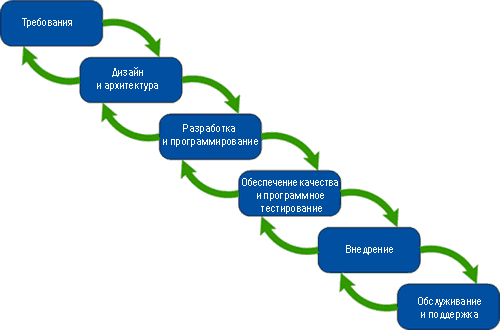 Требования
Дизайн
и архитектура
Разработка
и программирование
Обеспечение качества
и программное
тестирование
Внедрение
Обслуживание
и поддержка